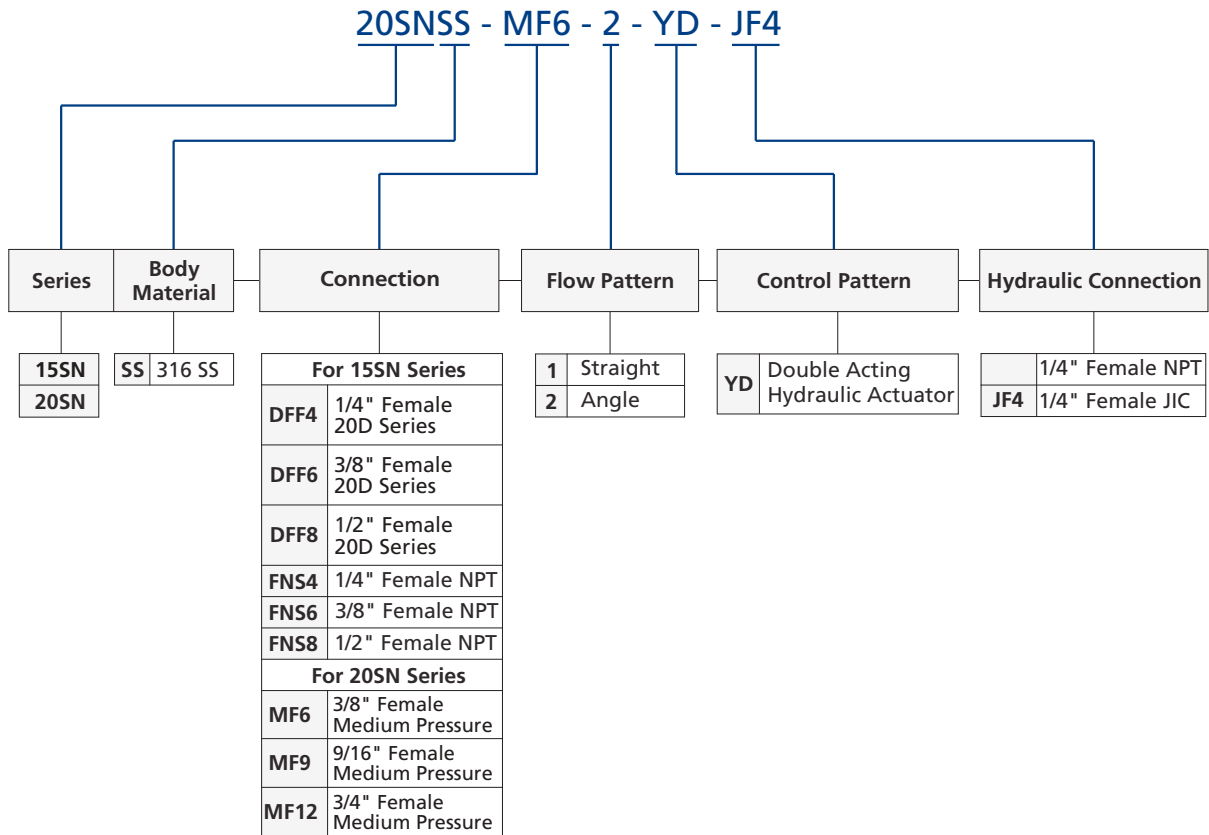 20SNSS - MF6 - 2 - YD - JF4
Series
Body
Material
Connection
Flow Pattern
Control Pattern
Hydraulic Connection
15SN
20SN
SS 316 SS
For 15SN Series
DFF4 1/4" Female
20D Series
DFF6 3/8" Female
20D Series
DFF8 1/2" Female
20D Series
FNS4 1/4" Female NPT
FNS6 3/8" Female NPT
FNS8 1/2" Female NPT
For 20SN Series
MF6 3/8" Female
Medium Pressure
MF9 9/16" Female
Medium Pressure
MF12 3/4" Female
Medium Pressure
1 Straight
2 Angle
YD Double Acting
Hydraulic Actuator
1/4" Female NPT
JF4 1/4" Female JIC